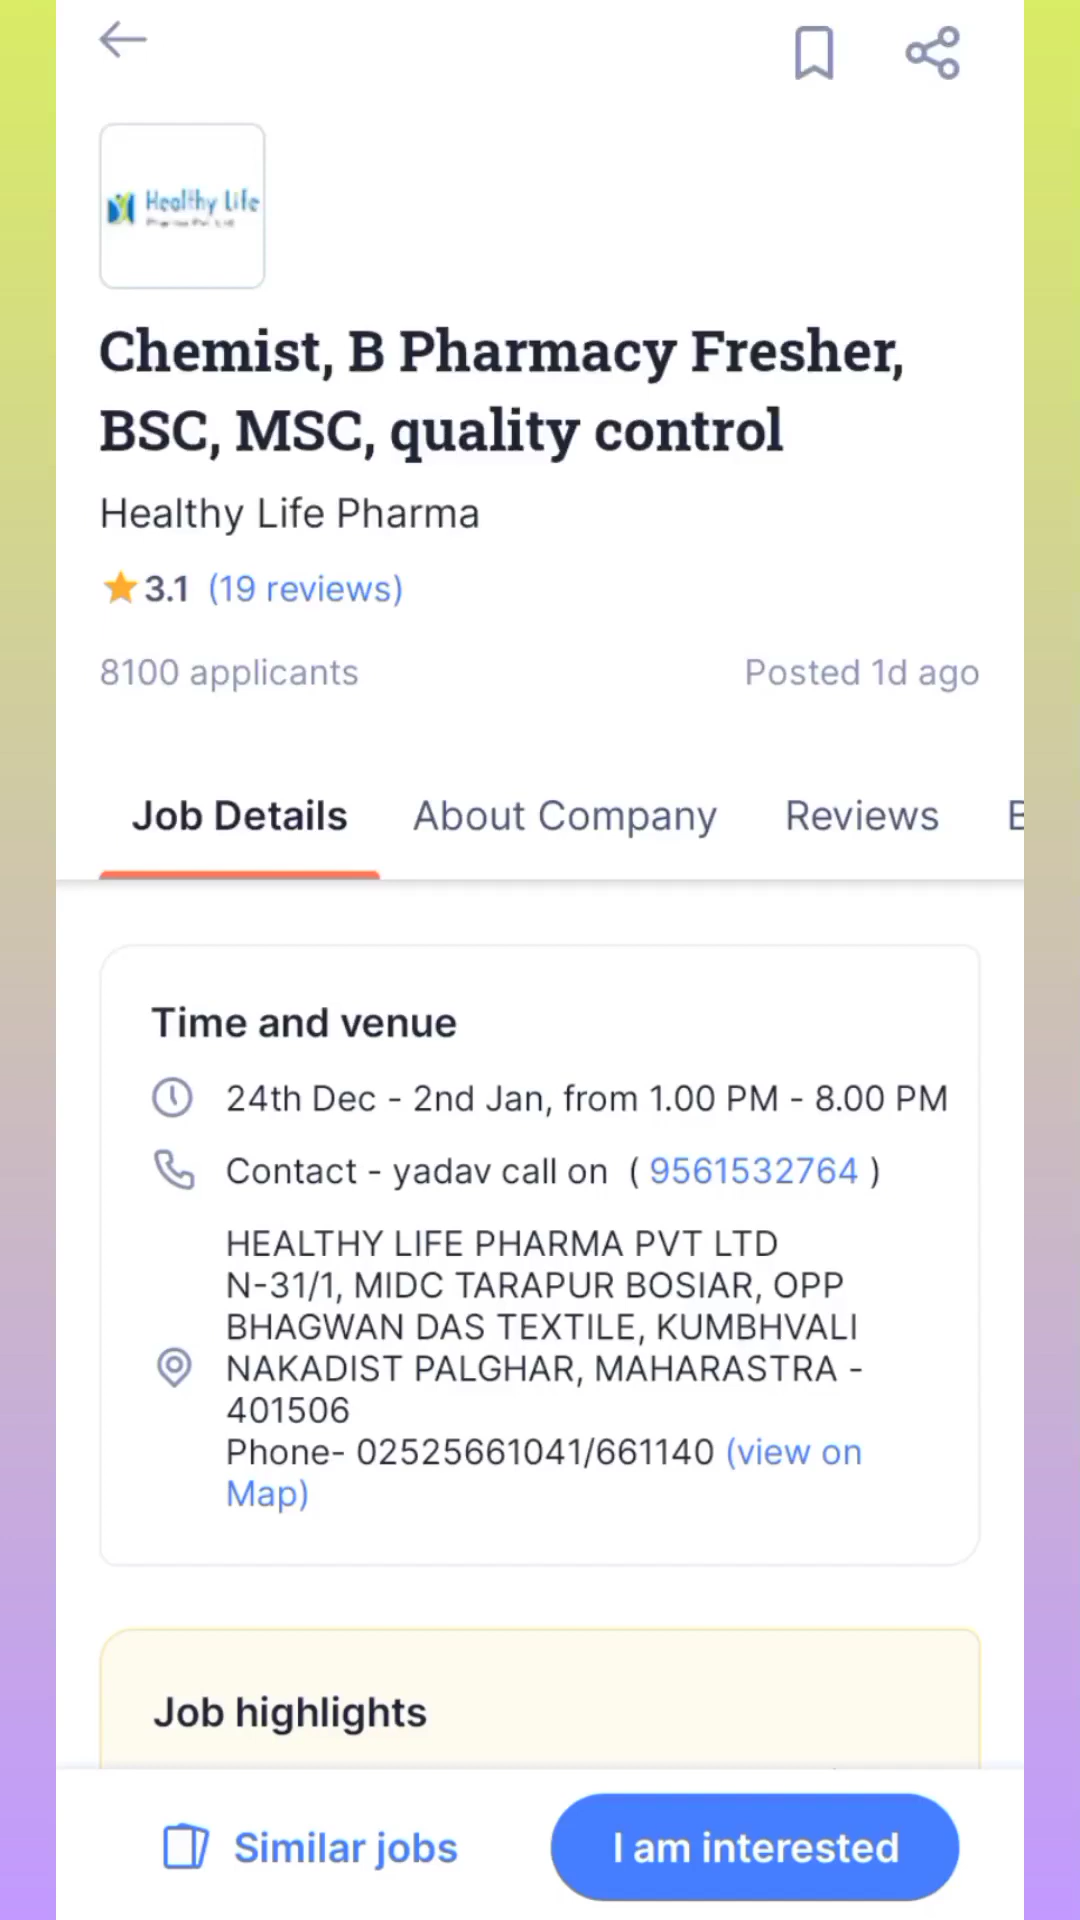 Healthy Life
Pharma Pvt Ltd
Chemist, B Pharmacy Fresher,
BSC, MSC, quality control
Healthy Life Pharma
3.1 (19 reviews)
8100 applicants Posted 1d ago
Job Details About Company Reviews
Time and venue
24th Dec - 2nd Jan, from 1.00 PM - 8.00 PM
Contact - yadav call on ( 9561532764 )
HEALTHY LIFE PHARMA PVT LTD
N-31/1, MIDC TARAPUR BOSIAR, OPP
BHAGWAN DAS TEXTILE, KUMBHVALI
NAKADIST PALGHAR, MAHARASTRA -
401506
Phone- 02525661041/661140 (view on
Map)
Job highlights
Similar jobs I am interested